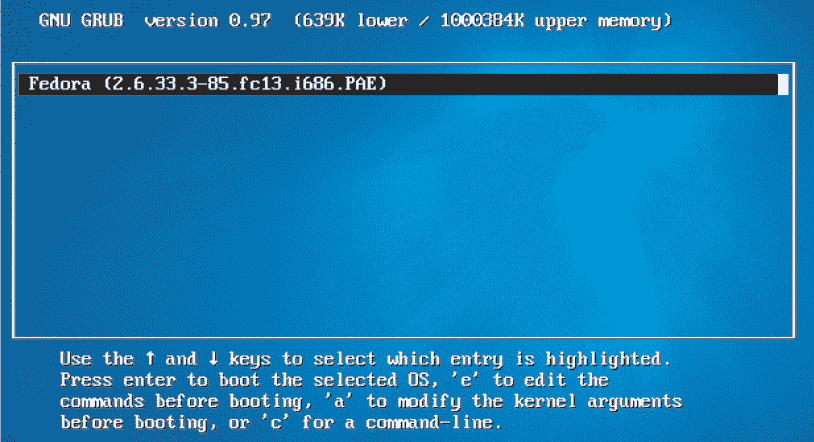 GNU GRUB version 0.97 (639K lower / 1000384K upper memory)
Fedora (2.6.33.3-85.fc13.i686.PAE)
Use the ↑ and ↓ keys to select which entry is highlighted.
Press enter to boot the selected OS, 'e' to edit the
commands before booting, 'a' to modify the kernel arguments
before booting, or 'c' for a command-line.